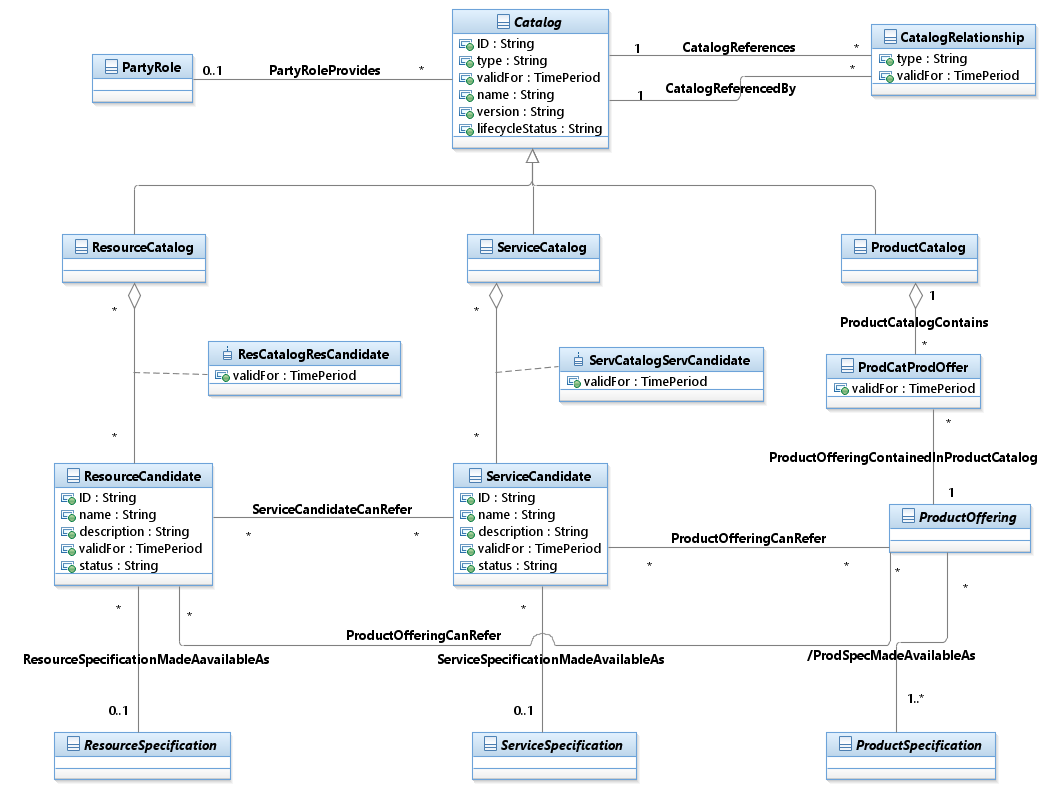 Catalog
ID : String
type : String
validFor : TimePeriod
name : String
version : String
lifecycleStatus : String
PartyRole
0..1
PartyRoleProvides
*
1
CatalogReferences
*
CatalogRelationship
type : String
validFor : TimePeriod
*
CatalogReferencedBy
1
ResourceCatalog
ServiceCatalog
ProductCatalog
*
*
1
ProductCatalogContains
*
ResCatalogResCandidate
validFor : TimePeriod
ServCatalogServCandidate
validFor : TimePeriod
ProdCatProdOffer
validFor : TimePeriod
*
*
*
ProductOfferingContainedInProductCatalog
1
ResourceCandidate
ID : String
name : String
description : String
validFor : TimePeriod
status : String
ServiceCandidateCanRefer
*
*
ServiceCandidate
ID : String
name : String
description : String
validFor : TimePeriod
status : String
ProductOffering
ProductOfferingCanRefer
*
*
*
*
*
*
*
ProductOfferingCanRefer
ResourceSpecificationMadeAavailableAs
ServiceSpecificationMadeAvailableAs
/ProdSpecMadeAvailableAs
0..1
0..1
1..*
ResourceSpecification
ServiceSpecification
ProductSpecification